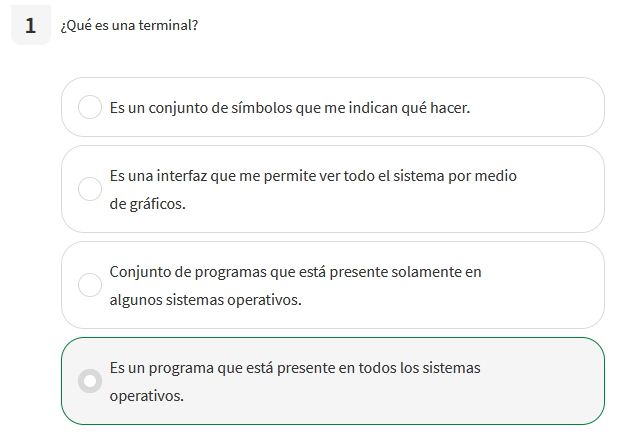 1 ¿Qué es una terminal?
Es un conjunto de símbolos que me indican qué hacer.
Es una interfaz que me permite ver todo el sistema por medio
de gráficos.
Conjunto de programas que está presente solamente en
algunos sistemas operativos.
Es un programa que está presente en todos los sistemas
operativos.